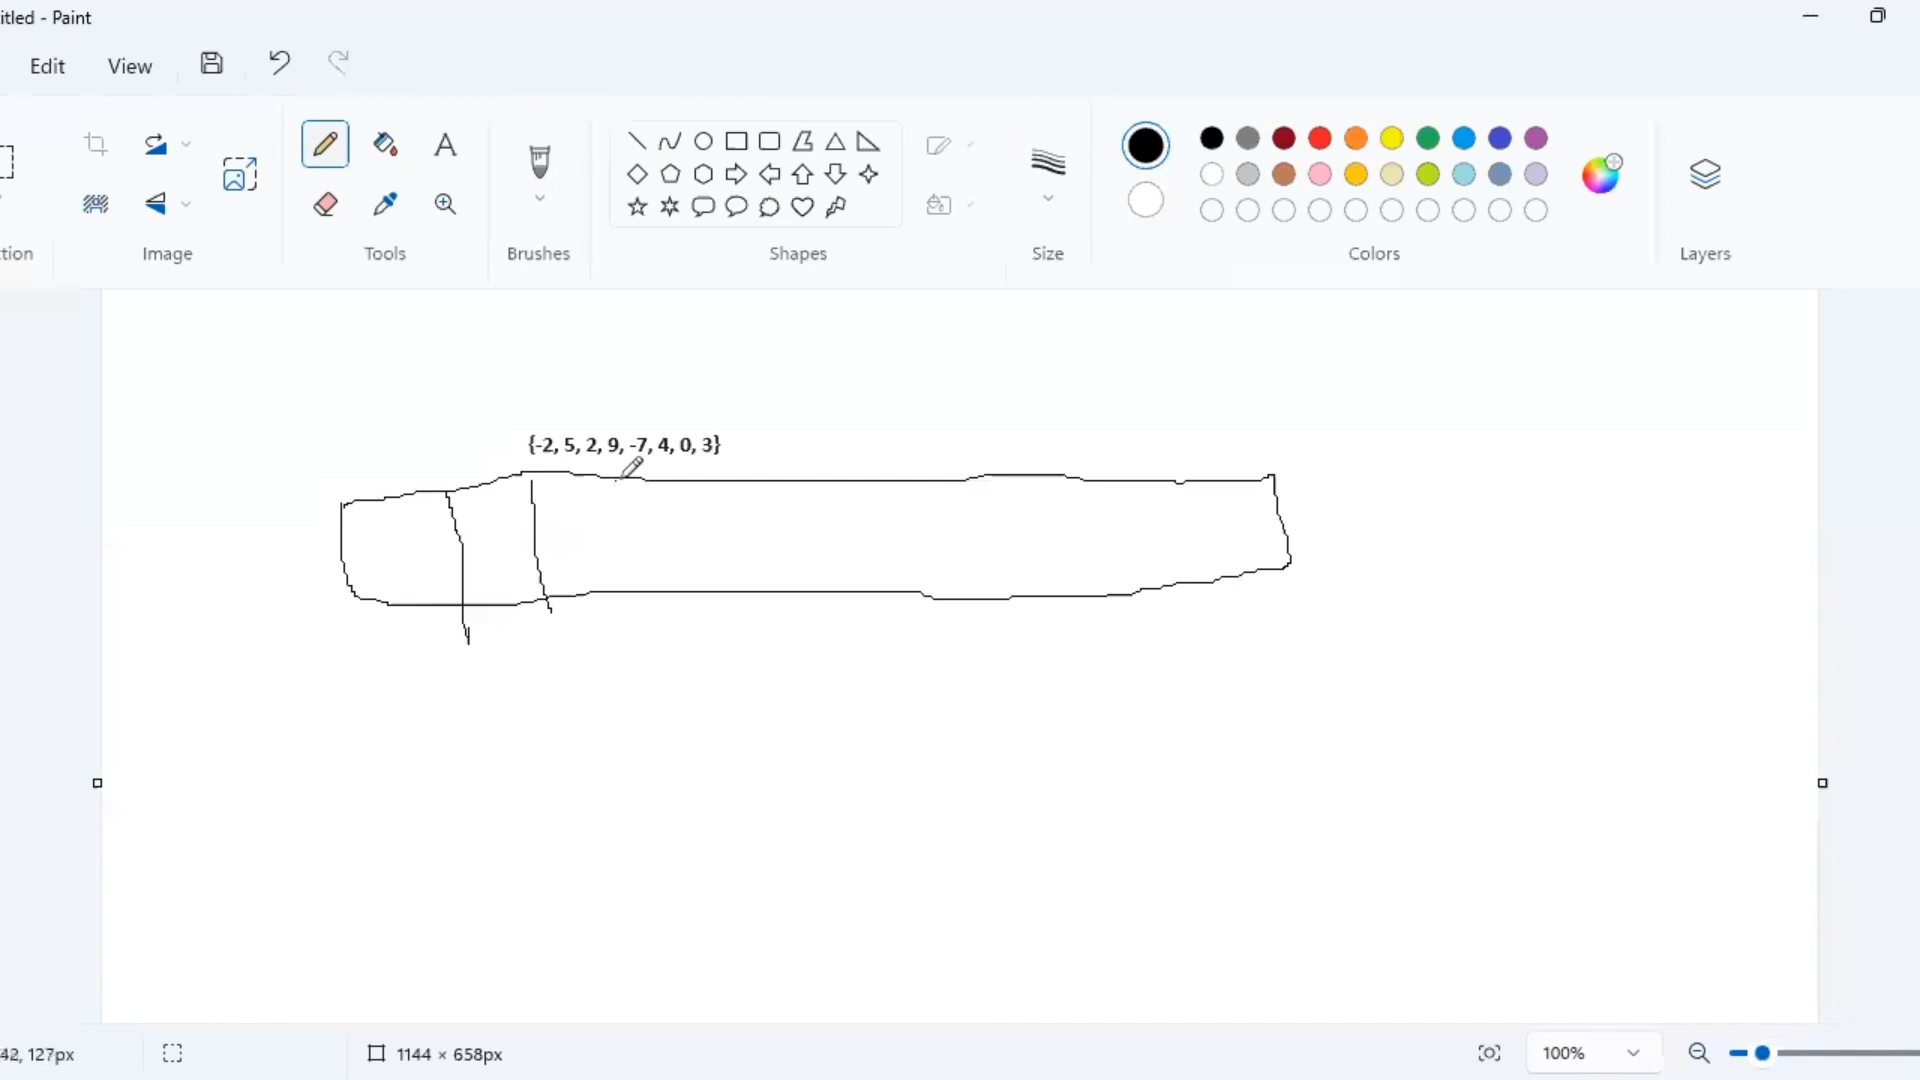 itled - Paint
Edit View
tion Image Tools Brushes Shapes Size Colors Layers
{-2, 5, 2, 9, -7, 4, 0, 3}
42, 127px 1144 × 658px 100%